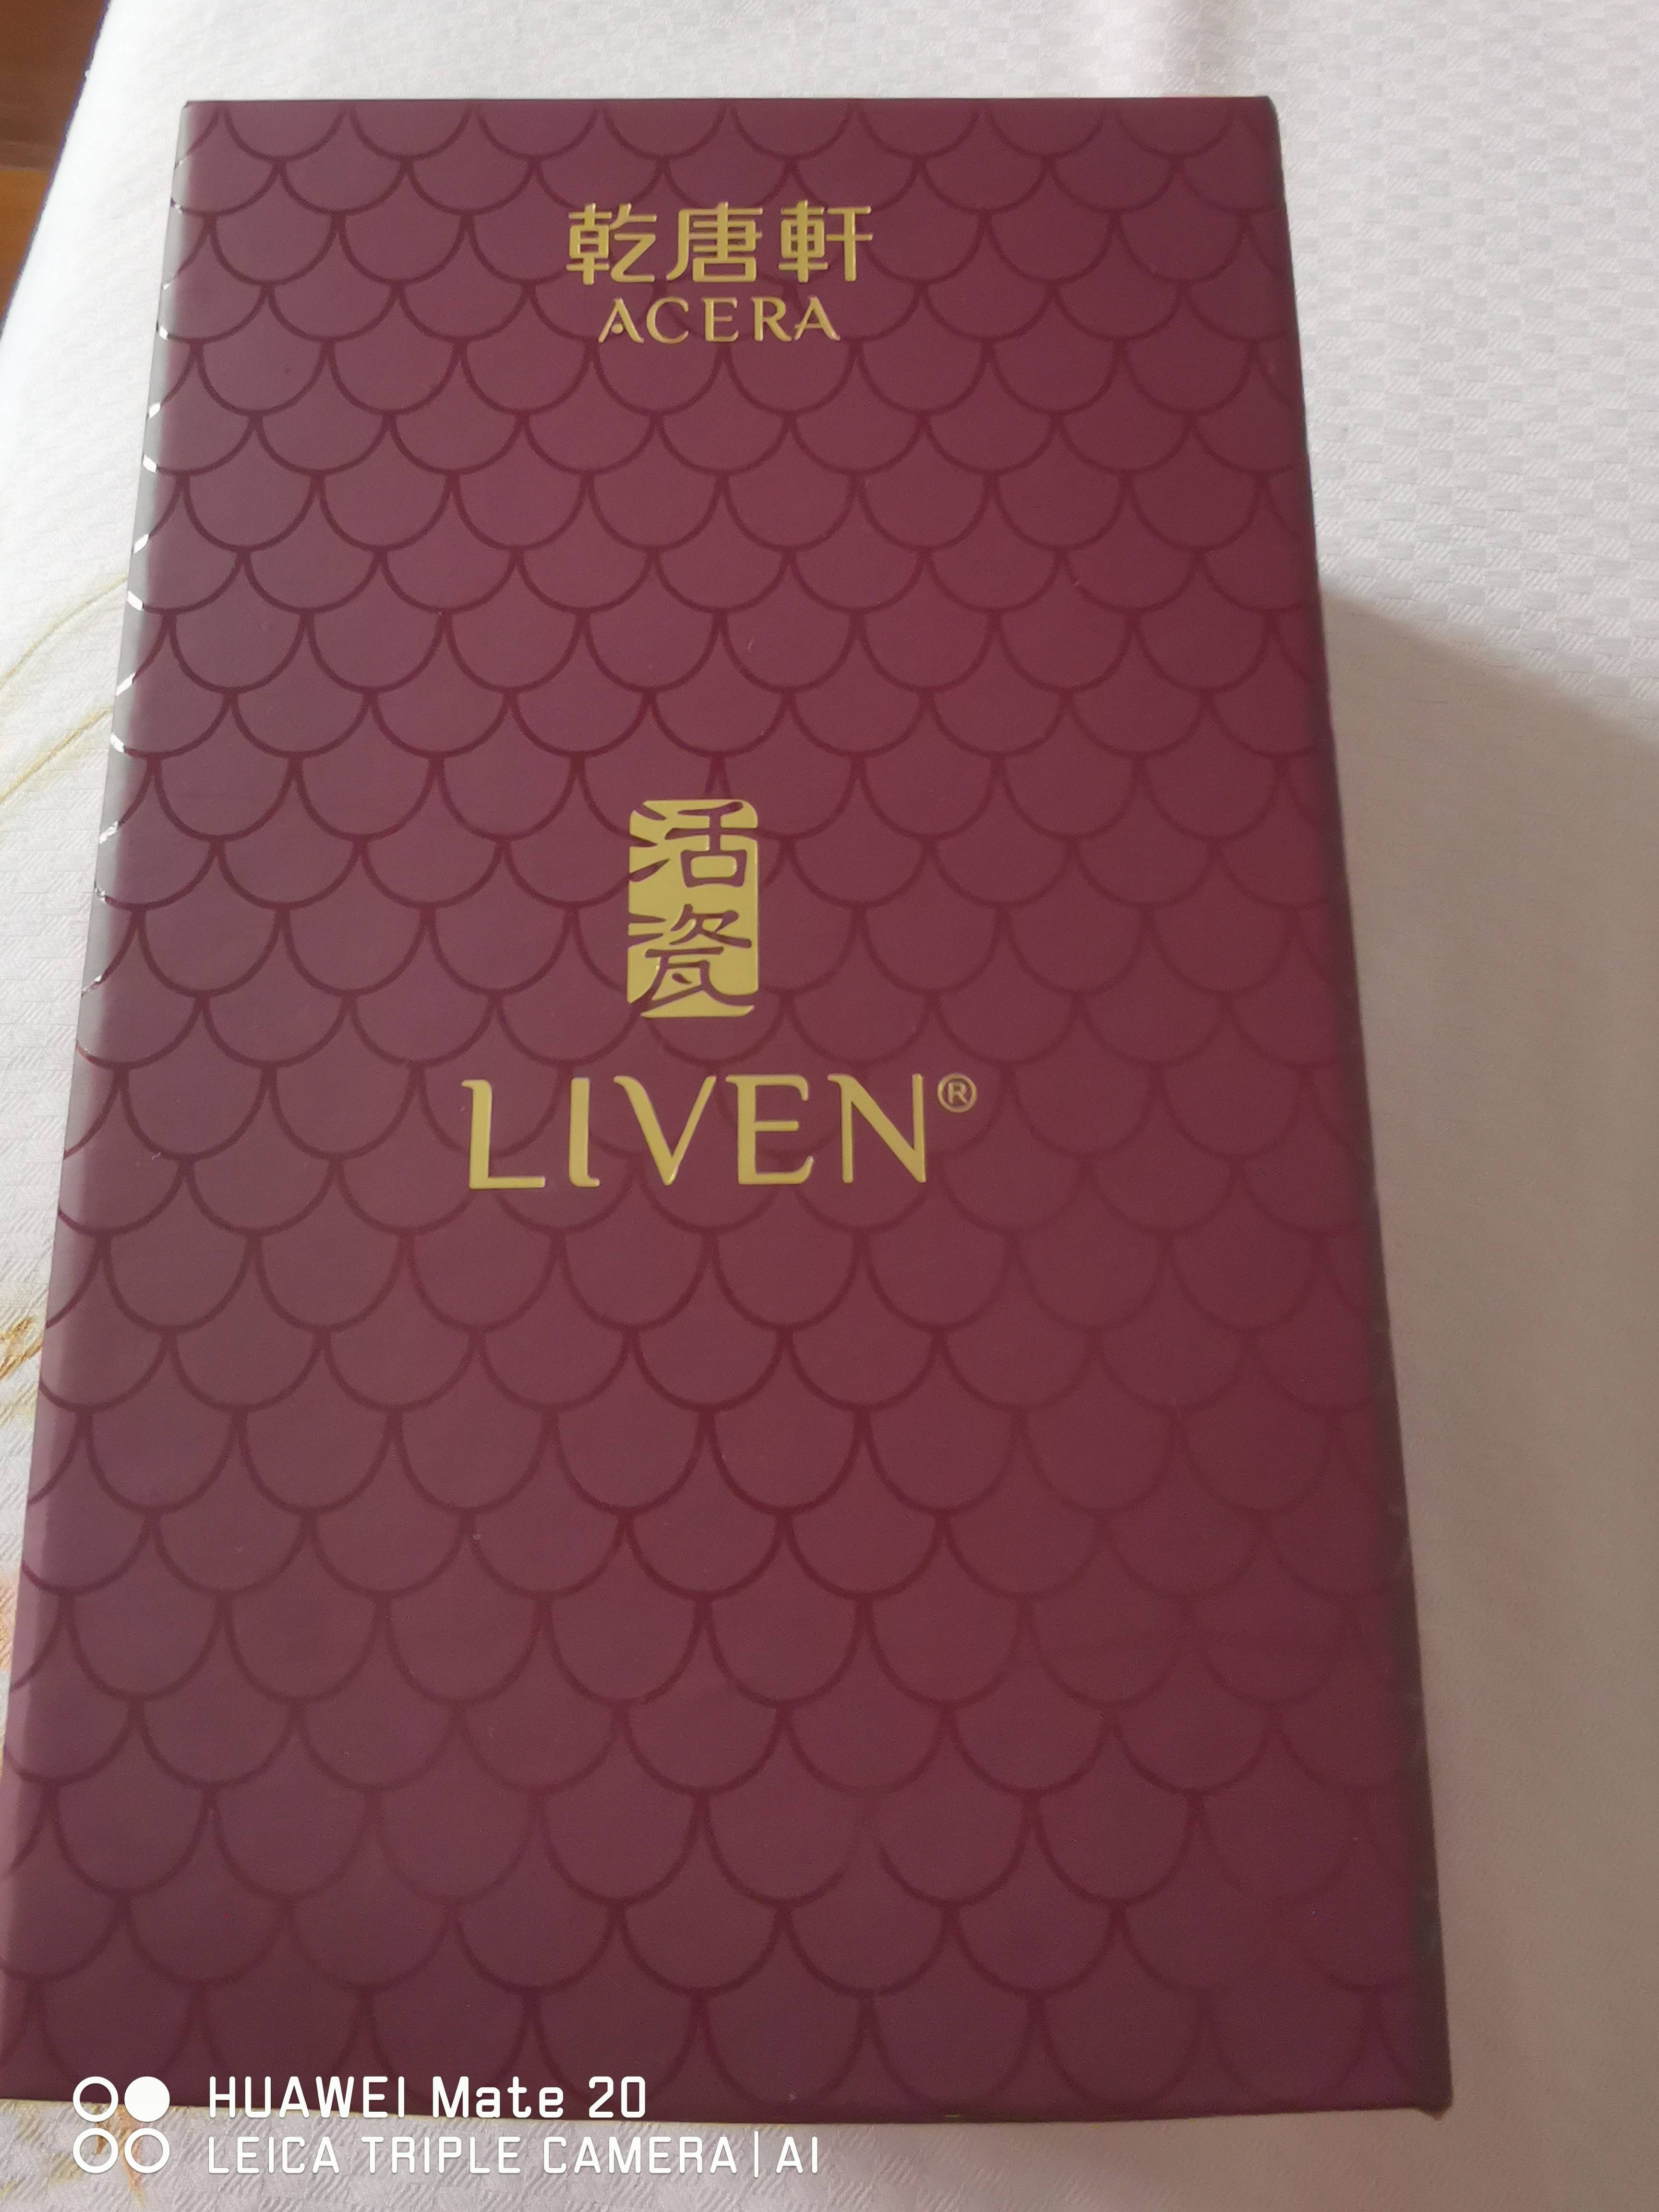 乾唐軒
ACERA
活
瓷
LIVEN®
HUAWEI Mate 20
LEICA TRIPLE CAMERA | AI